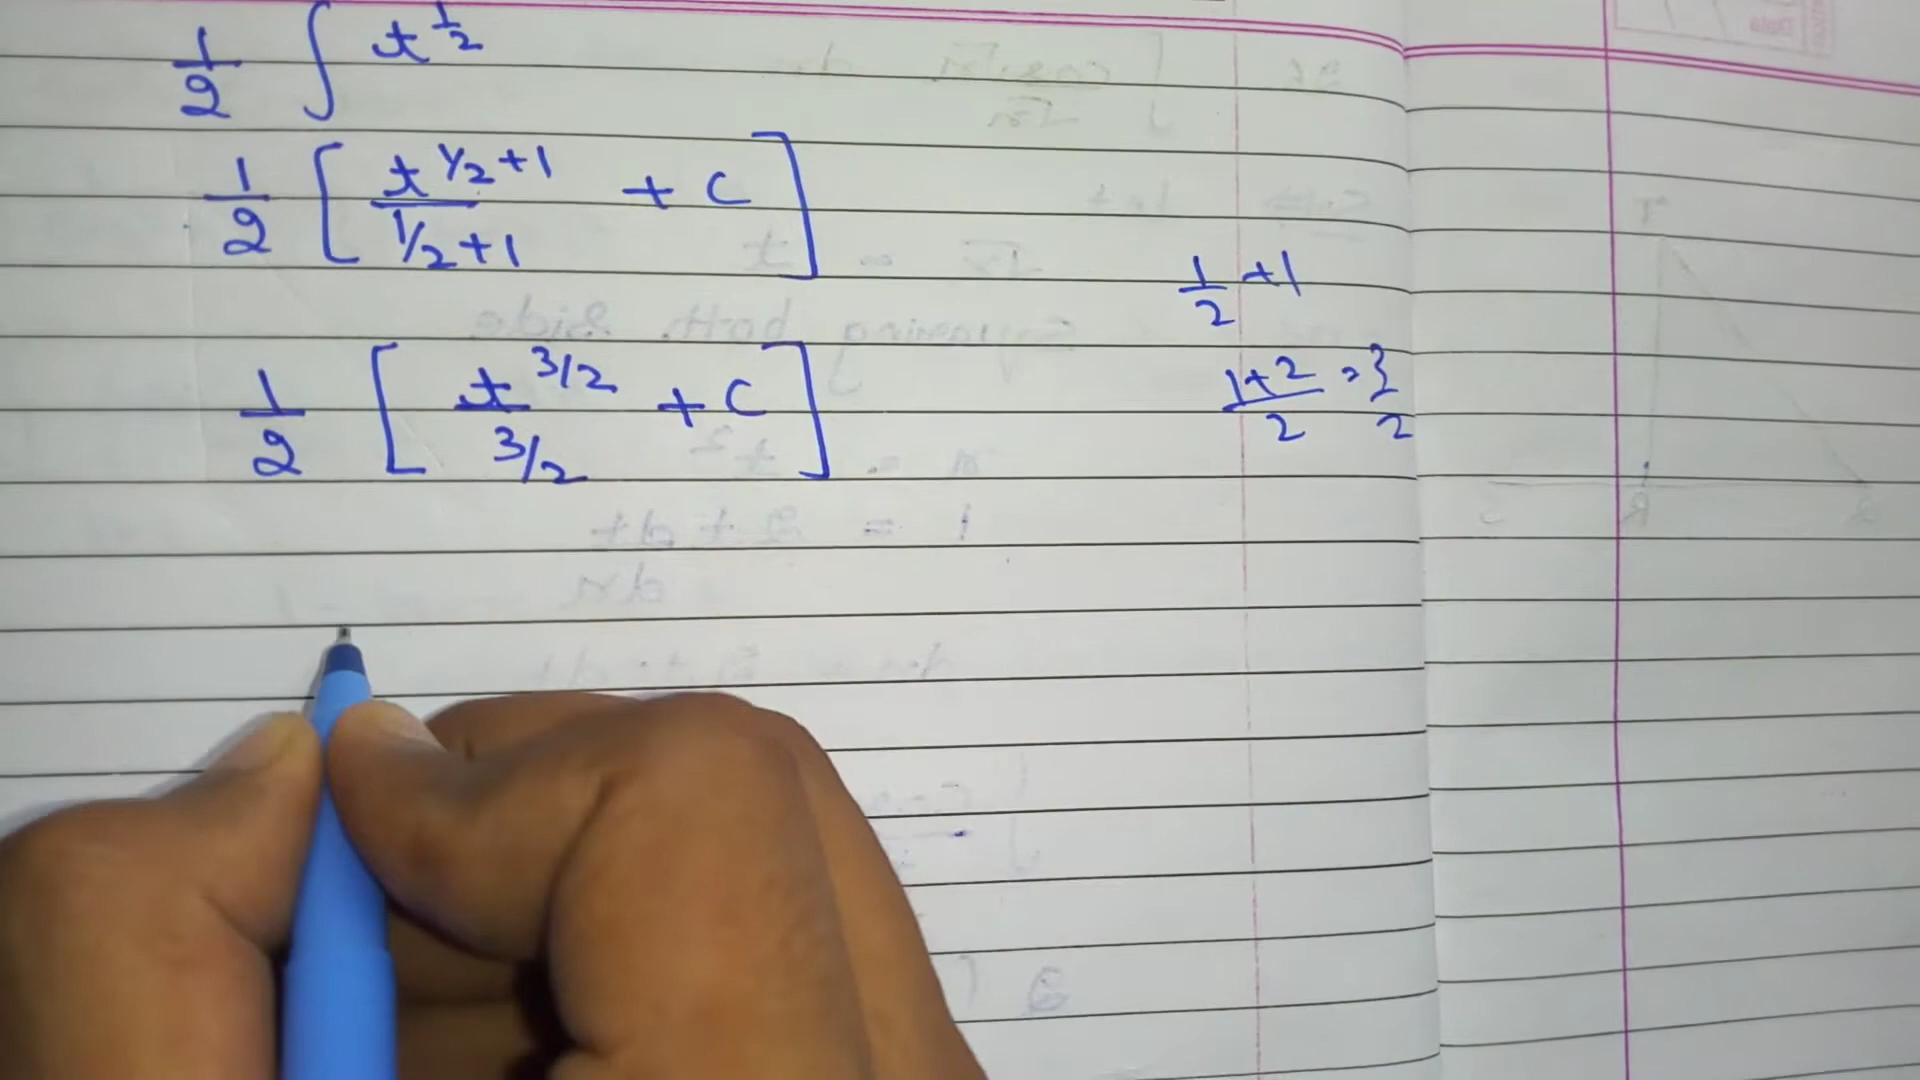 1/2 ∫ t^1/2
1/2 [ t^1/2+1 / 1/2+1 + C ]
1/2 + 1
1/2 [ t^3/2 / 3/2 + C ]
1+2/2 = 3/2